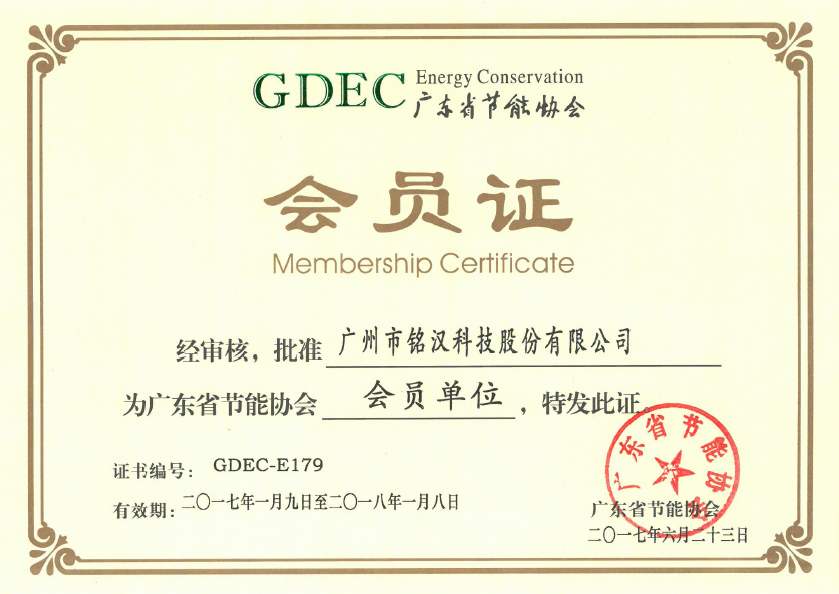 GDEC Energy Conservation
广东省节能协会
会员证
Membership Certificate
经审核，批准 广州市铭汉科技股份有限公司
为广东省节能协会 会员单位 ，特发此证。
证书编号： GDEC-E179
有效期：二〇一七年一月九日至二〇一八年一月八日
广东省节能协会
广东省节能协会
二〇一七年六月二十三日